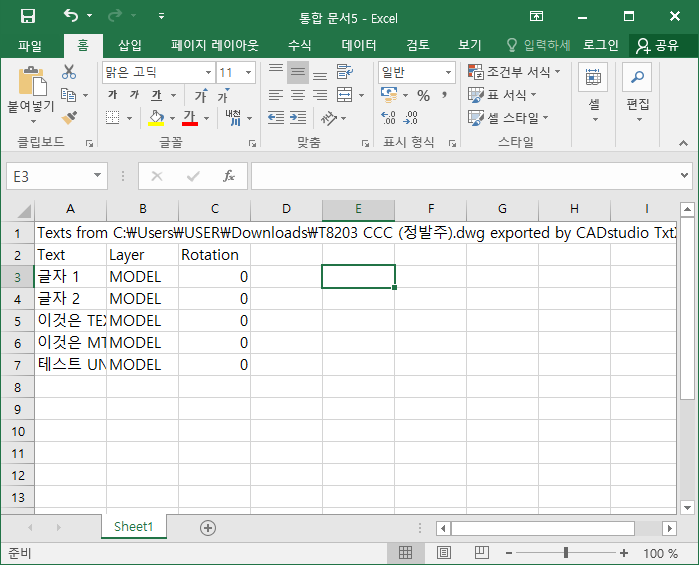 통합 문서5 - Excel
파일 홈 삽입 페이지 레이아웃 수식 데이터 검토 보기 입력하세 로그인 공유
붙여넣기
맑은 고딕 11
가 가 가 가 가
가 내천
일반
% ,
조건부 서식
표 서식
셀 스타일
셀
편집
클립보드 글꼴 맞춤 표시 형식 스타일
E3 fx
A B C D E F G H I
1 Texts from C:₩Users₩USER₩Downloads₩T8203 CCC (정발주).dwg exported by CADstudio Txt
2 Text Layer Rotation
3 글자 1 MODEL 0
4 글자 2 MODEL 0
5 이것은 TEX MODEL 0
6 이것은 MT MODEL 0
7 테스트 UN MODEL 0
8
9
10
11
12
13
Sheet1
준비 100 %